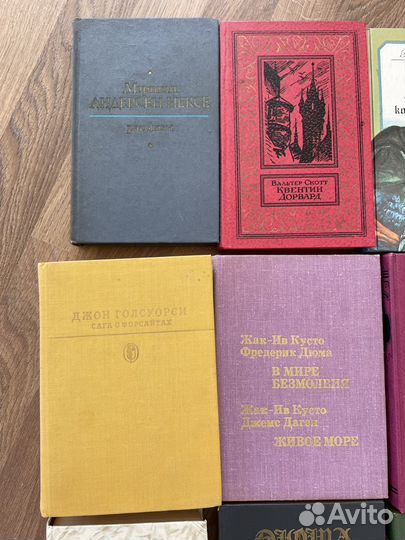 Мартин
АНДЕРСЕН НЕКСЕ
ВАЛЬТЕР СКОТТ
КВЕНТИН
ДОРВАРД
ДЖОН ГОЛСУОРСИ
САГА О ФОРСАЙТАХ
Жак-Ив Кусто
Фредерик Дюма
В МИРЕ
БЕЗМОЛВИЯ
Жак-Ив Кусто
Джемс Даген
ЖИВОЕ МОРЕ
Avito